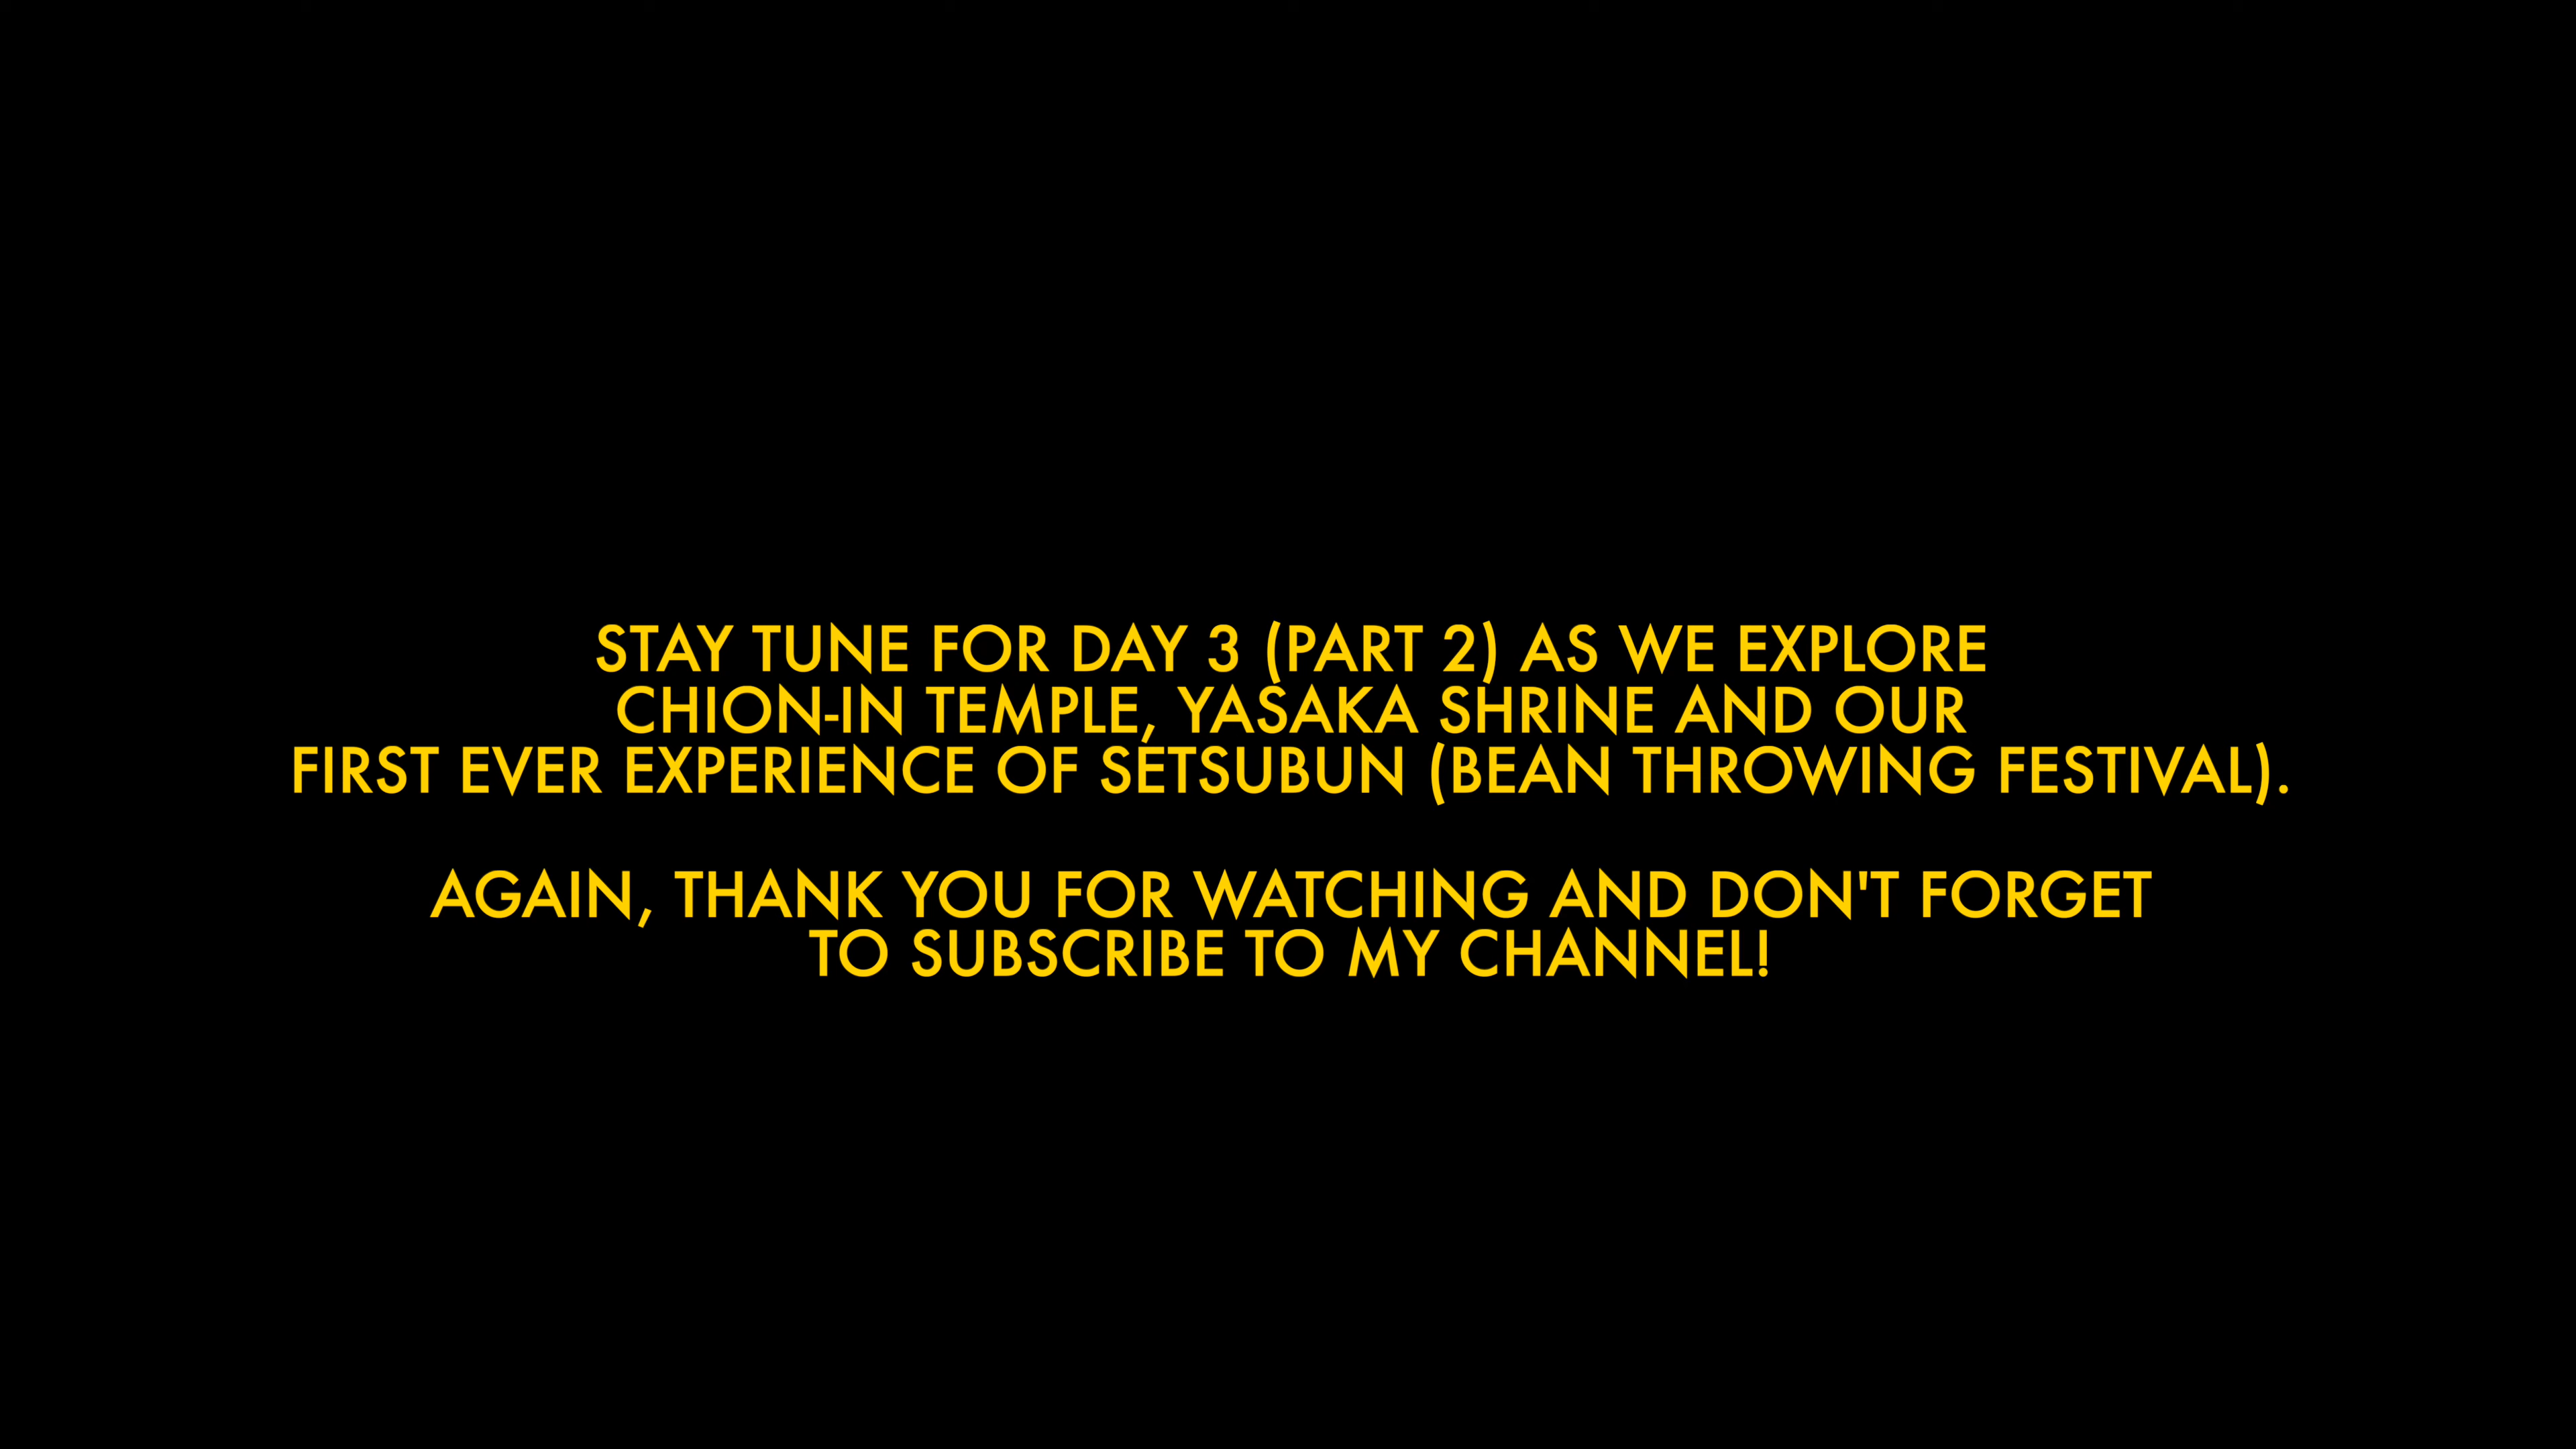 STAY TUNE FOR DAY 3 (PART 2) AS WE EXPLORE
CHION-IN TEMPLE, YASAKA SHRINE AND OUR
FIRST EVER EXPERIENCE OF SETSUBUN (BEAN THROWING FESTIVAL).
AGAIN, THANK YOU FOR WATCHING AND DON'T FORGET
TO SUBSCRIBE TO MY CHANNEL!